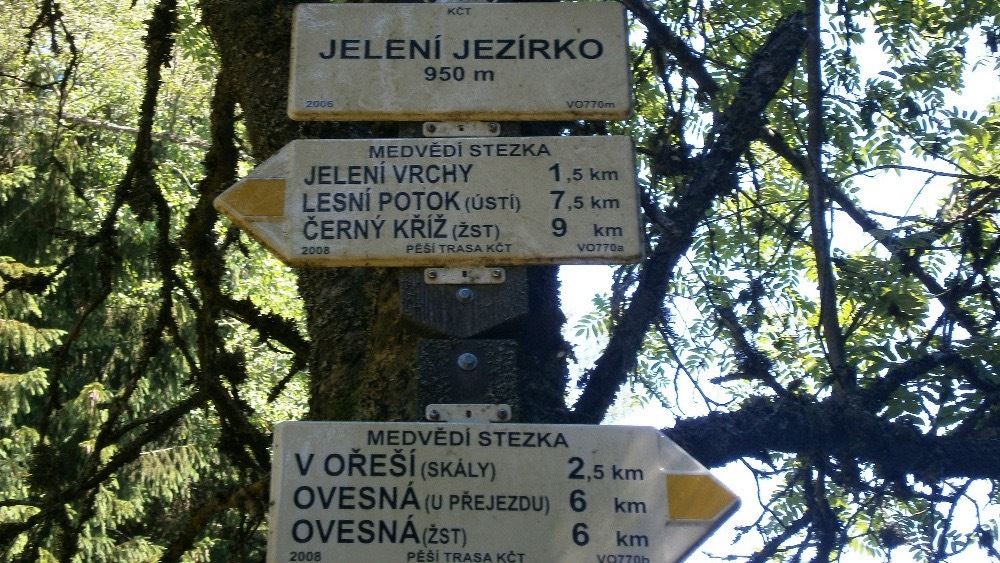 KČT
JELENÍ JEZÍRKO
950 m
2006 VO770m
MEDVĚDÍ STEZKA
JELENÍ VRCHY 1,5 km
LESNÍ POTOK (ÚSTÍ) 7,5 km
ČERNÝ KŘÍŽ (ŽST) 9 km
2008 PĚŠÍ TRASA KČT VO770a
MEDVĚDÍ STEZKA
V OŘEŠÍ (SKÁLY) 2,5 km
OVESNÁ (U PŘEJEZDU) 6 km
OVESNÁ (ŽST) 6 km
2008 PĚŠÍ TRASA KČT VO770b